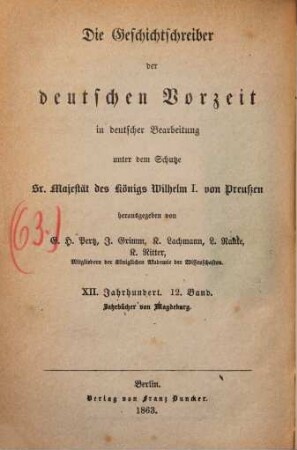 Die Geschichtschreiber
der
deutschen Vorzeit
in deutscher Bearbeitung
unter dem Schutze
Sr. Majestät des Königs Wilhelm I. von Preußen
herausgegeben von
(63.)
G. H. Pertz, J. Grimm, K. Lachmann, L. Ranke,
K. Ritter,
Mitgliedern der Königlichen Akademie der Wissenschaften.
XII. Jahrhundert. 12. Band.
Jahrbücher von Magdeburg.
Berlin.
Verlag von Franz Duncker.
1863.